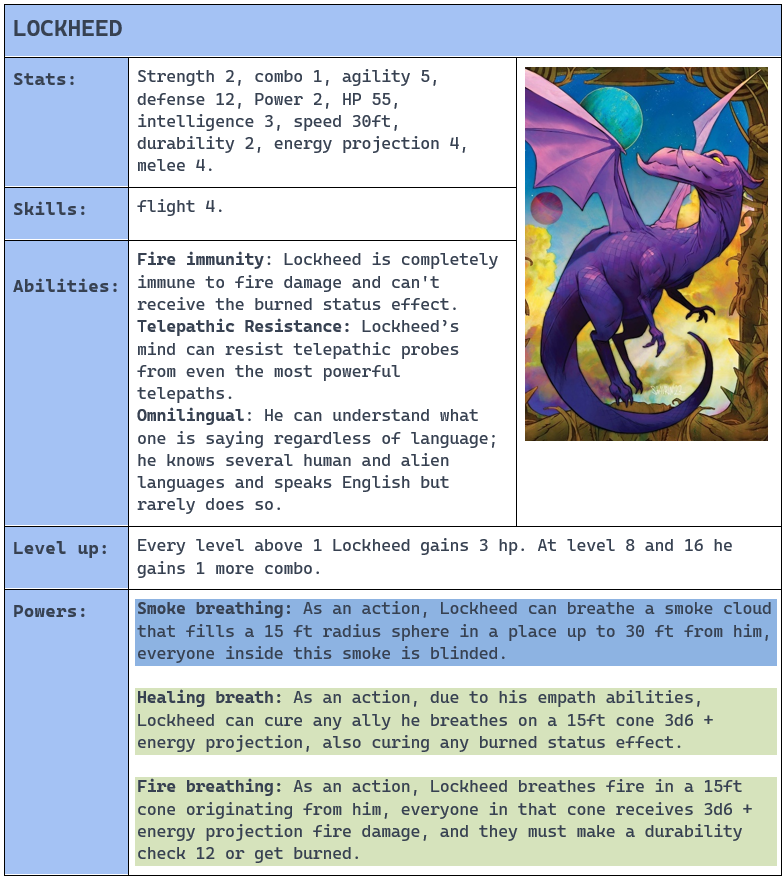 LOCKHEED
Stats:
Strength 2, combo 1, agility 5,
defense 12, Power 2, HP 55,
intelligence 3, speed 30ft,
durability 2, energy projection 4,
melee 4.
Skills:
flight 4.
Abilities:
Fire immunity: Lockheed is completely
immune to fire damage and can't
receive the burned status effect.
Telepathic Resistance: Lockheed’s
mind can resist telepathic probes
from even the most powerful
telepaths.
Omnilingual: He can understand what
one is saying regardless of language;
he knows several human and alien
languages and speaks English but
rarely does so.
Level up:
Every level above 1 Lockheed gains 3 hp. At level 8 and 16 he
gains 1 more combo.
Powers:
Smoke breathing: As an action, Lockheed can breathe a smoke cloud
that fills a 15 ft radius sphere in a place up to 30 ft from him,
everyone inside this smoke is blinded.
Healing breath: As an action, due to his empath abilities,
Lockheed can cure any ally he breathes on a 15ft cone 3d6 +
energy projection, also curing any burned status effect.
Fire breathing: As an action, Lockheed breathes fire in a 15ft
cone originating from him, everyone in that cone receives 3d6 +
energy projection fire damage, and they must make a durability
check 12 or get burned.